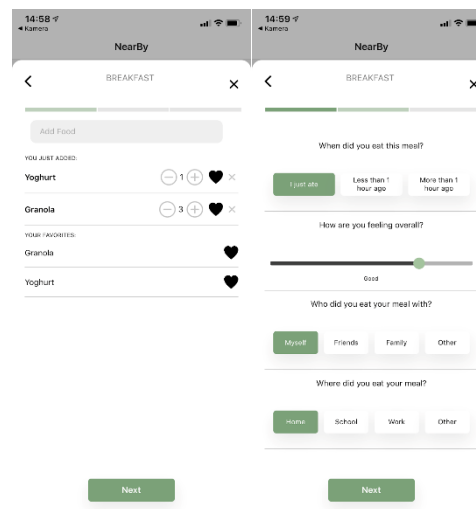 14:58
◀ Kamera
NearBy
BREAKFAST
Add Food
YOU JUST ADDED:
Yoghurt 1
Granola 3
YOUR FAVORITES:
Granola
Yoghurt
Next
14:59
◀ Kamera
NearBy
BREAKFAST
When did you eat this meal?
I just ate
Less than 1
hour ago
More than 1
hour ago
How are you feeling overall?
Good
Who did you eat your meal with?
Myself Friends Family Other
Where did you eat your meal?
Home School Work Other
Next